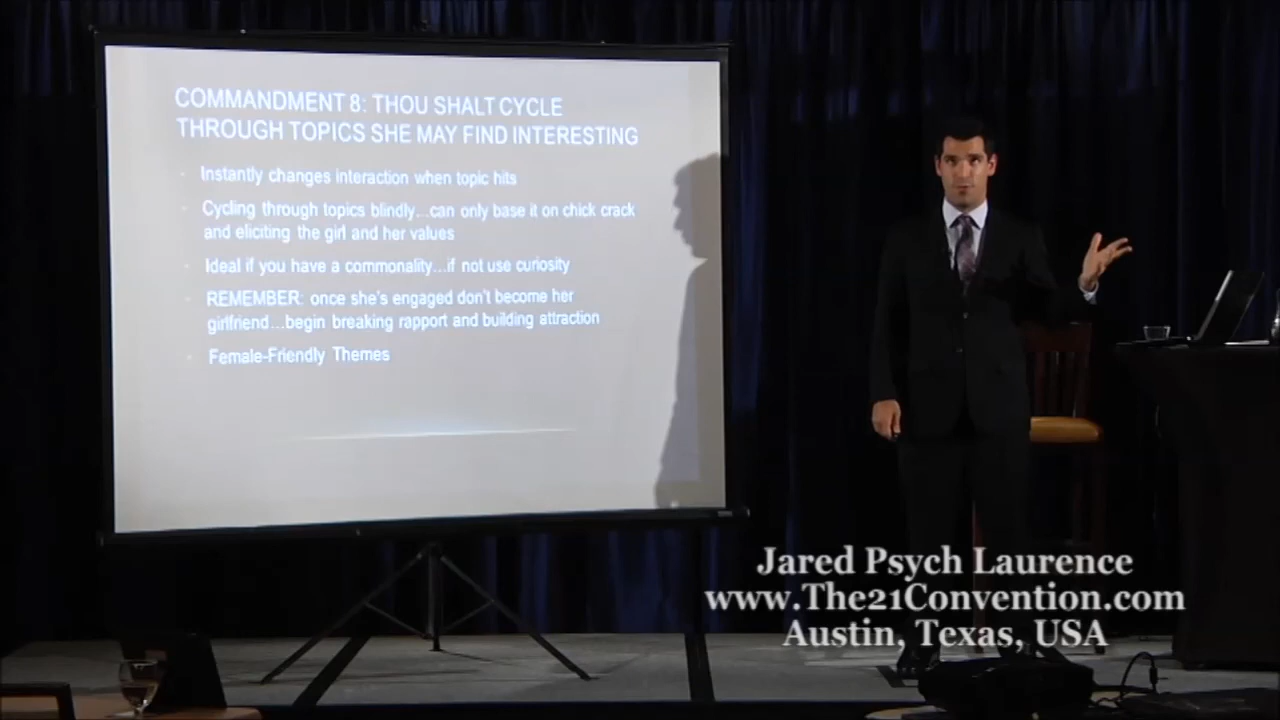 COMMANDMENT 8: THOU SHALT CYCLE
THROUGH TOPICS SHE MAY FIND INTERESTING
- Instantly changes interaction when topic hits
- Cycling through topics blindly...can only base it on chick crack
and eliciting the girl and her values
- Ideal if you have a commonality...if not use curiosity
- REMEMBER: once she's engaged don't become her
girlfriend...begin breaking rapport and building attraction
- Female-Friendly Themes
Jared Psych Laurence
www.The21Convention.com
Austin, Texas, USA